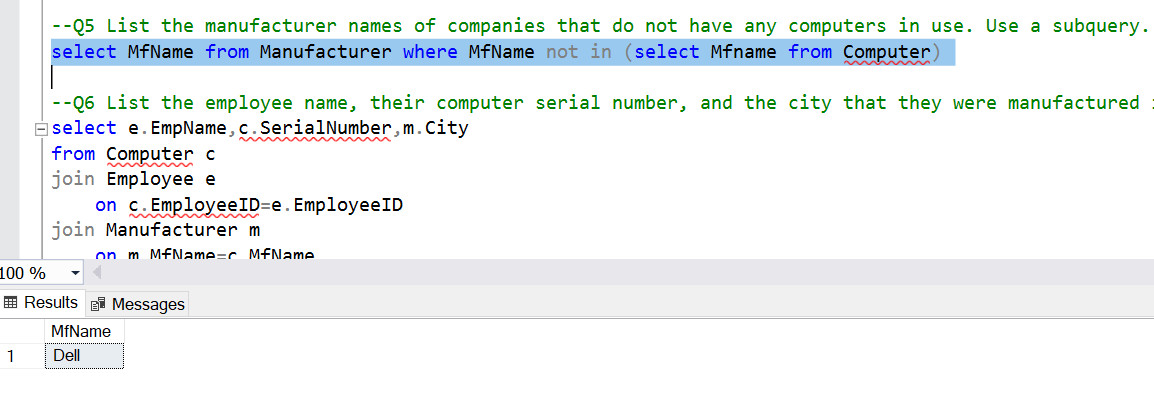 --Q5 List the manufacturer names of companies that do not have any computers in use. Use a subquery.
select MfName from Manufacturer where MfName not in (select Mfname from Computer)
--Q6 List the employee name, their computer serial number, and the city that they were manufactured
select e.EmpName,c.SerialNumber,m.City
from Computer c
join Employee e
on c.EmployeeID=e.EmployeeID
join Manufacturer m
on m.MfName=c.MfName
100 %
Results Messages
MfName
1 Dell